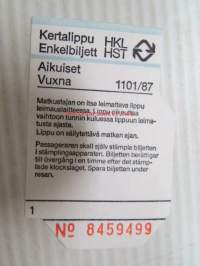 Kertalippu HKL
Enkelbiljett HST
Aikuiset
Vuxna 1101/87
Matkustajan on itse leimattava lippu
leimauslaitteessa. Lippu oikeuttaa
vaihtoon tunnin kuluessa lippuun leima-
tusta ajasta.
Lippu on säilytettävä matkan ajan.
Passageraren skall själv stämpla biljetten
i stämplingsapparaten. Biljetten berättigar
till övergång i en timme efter det stämp-
lade klockslaget. Spara biljetten under
resan.
1
No 8459499